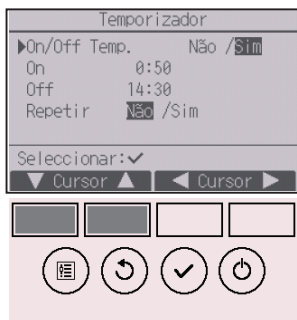 Temporizador
▶On/Off Temp. Não /Sim
On 0:50
Off 14:30
Repetir Não /Sim
Seleccionar:✓
▼ Cursor ▲ ◀ Cursor ▶